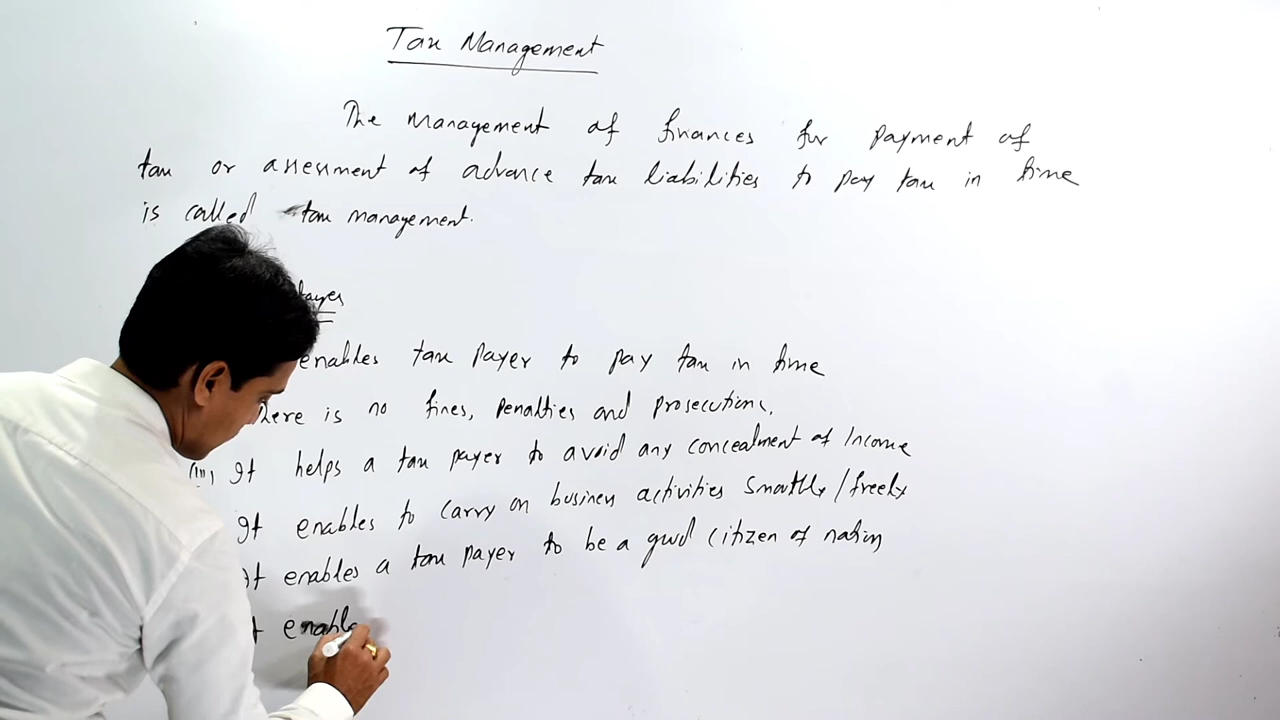 Tax Management
The management of finances for payment of
tax or assessment of advance tax liabilities to pay tax in time
is called tax management.
enables tax payer to pay tax in time
here is no fines, penalties and prosecutions,
(iii) It helps a tax payer to avoid any concealment of Income
It enables to carry on business activities smoothly/freely
It enables a tax payer to be a good citizen of nation
enable